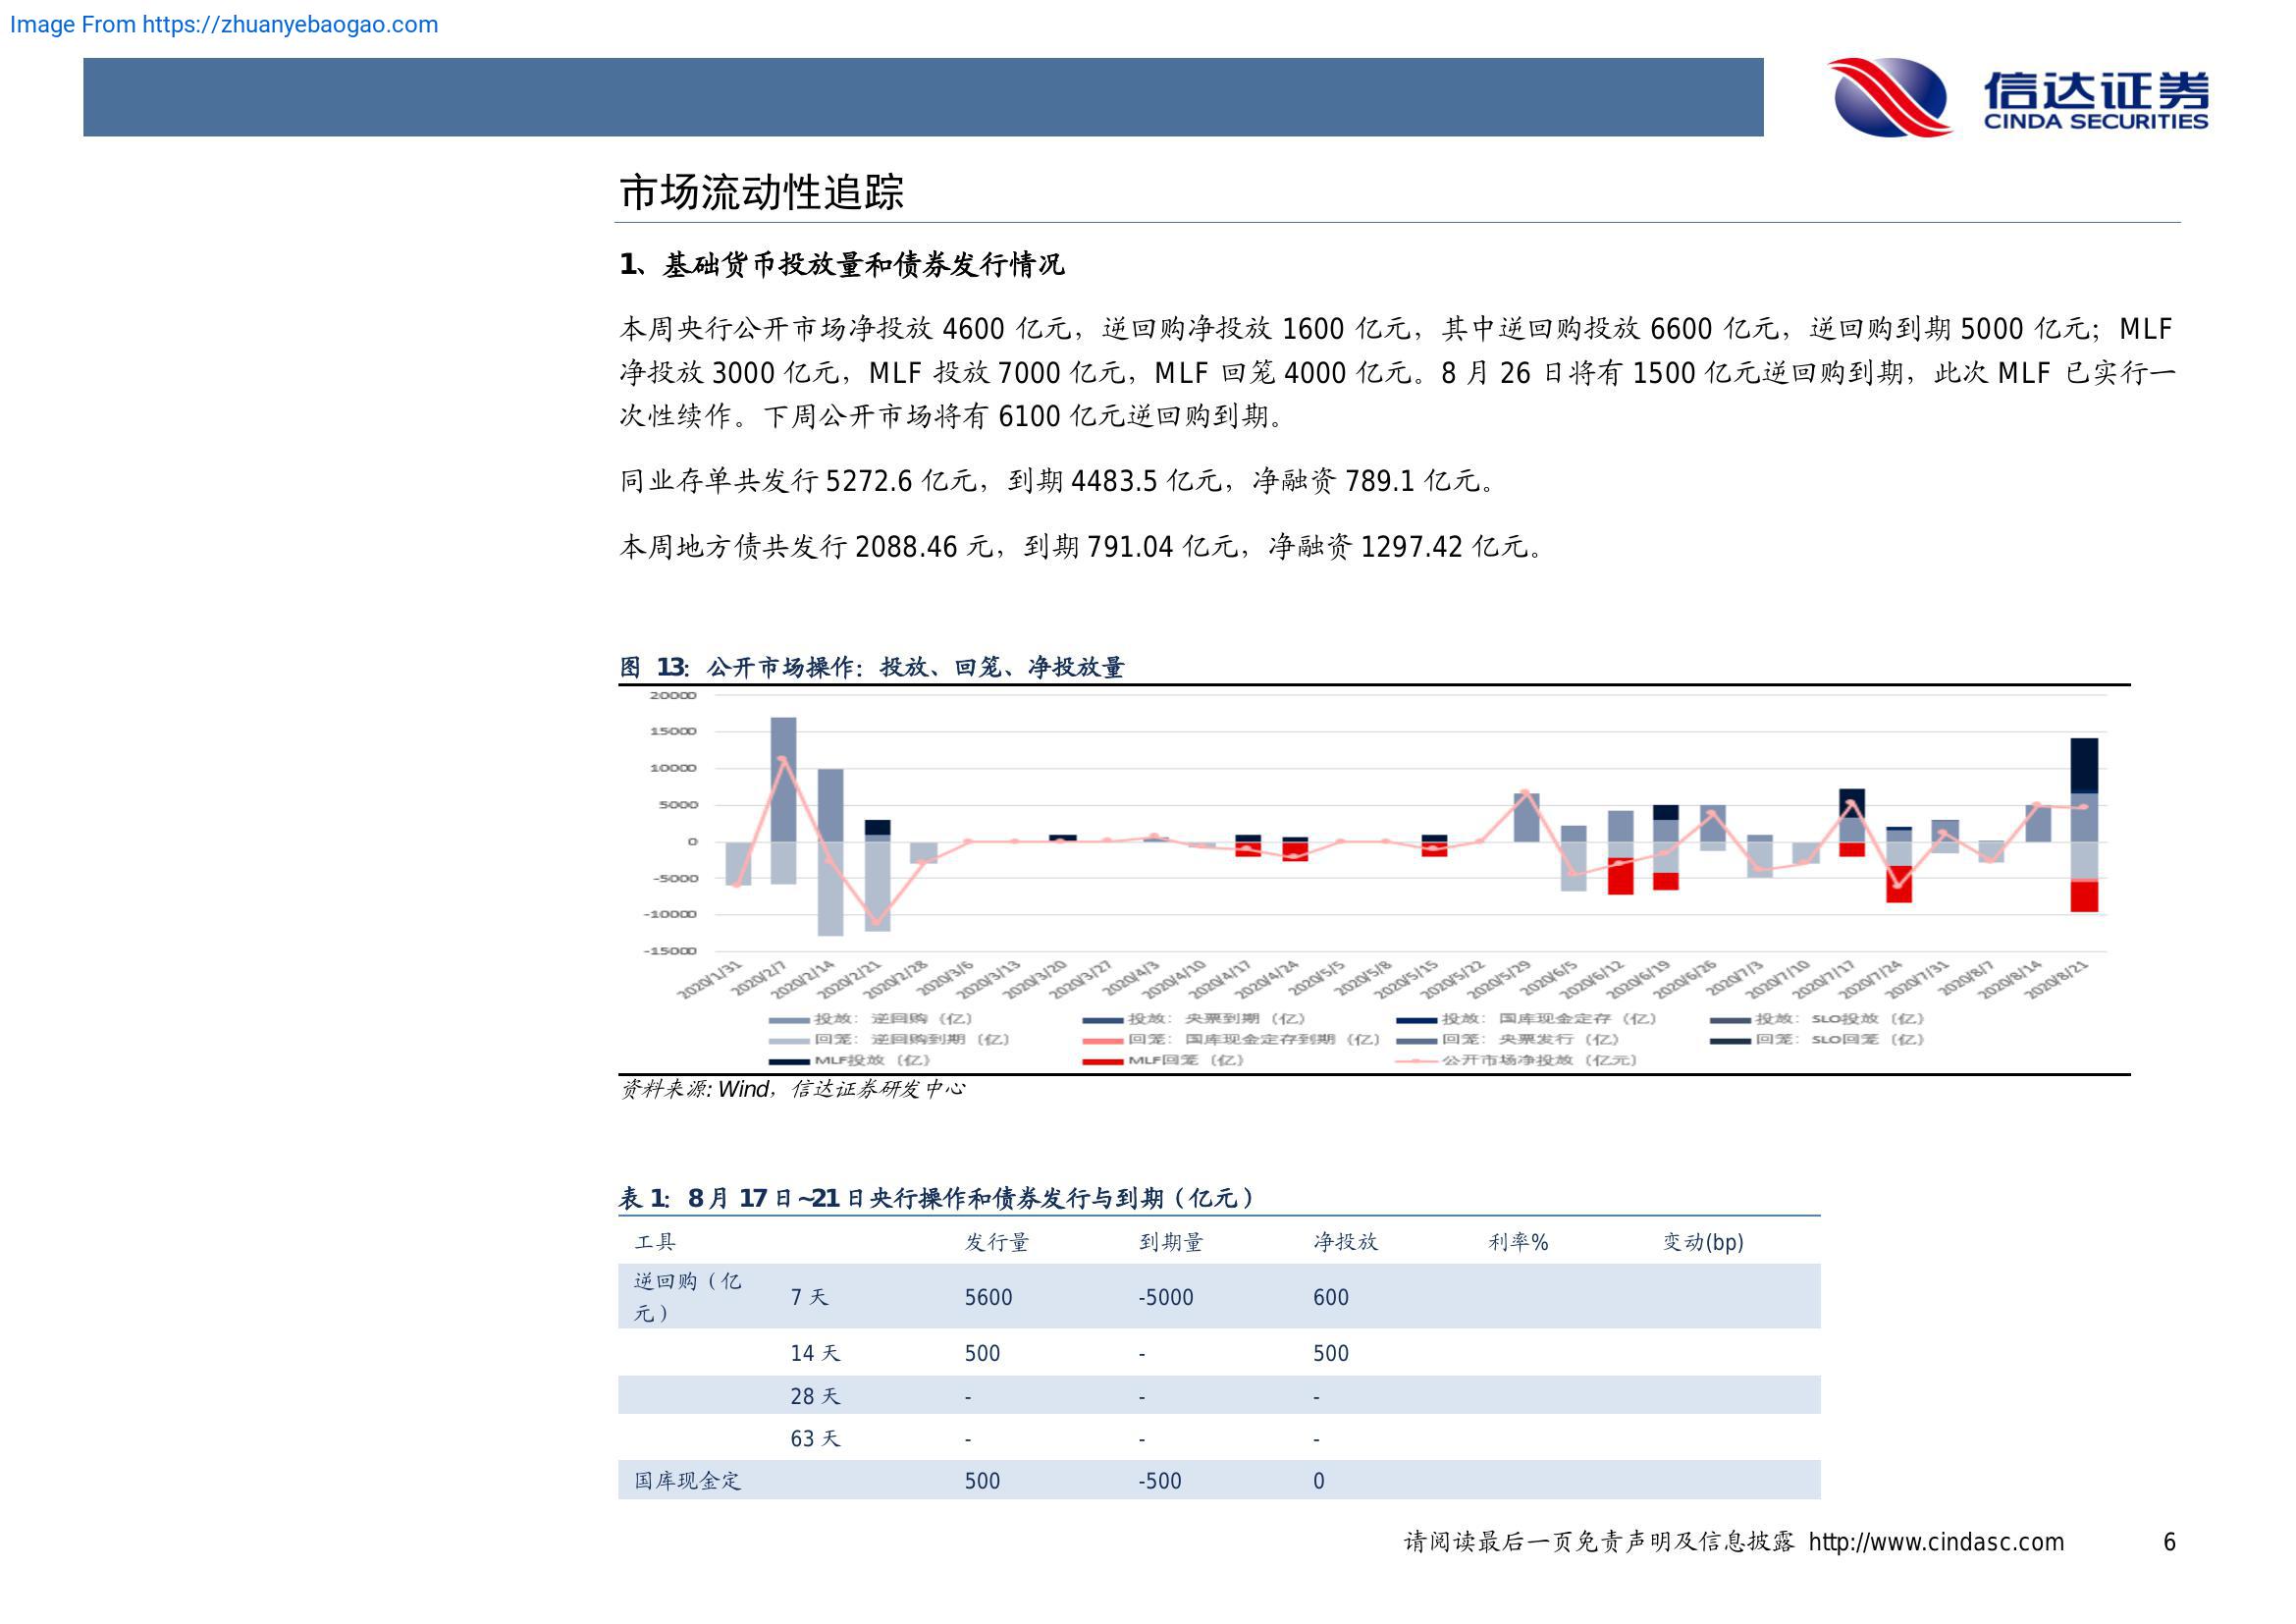 Image From https://zhuanyebaogao.com
信达证券
CINDA SECURITIES
市场流动性追踪
1、基础货币投放量和债券发行情况
本周央行公开市场净投放 4600 亿元，逆回购净投放 1600 亿元，其中逆回购投放 6600 亿元，逆回购到期 5000 亿元；MLF
净投放 3000 亿元，MLF 投放 7000 亿元，MLF 回笼 4000 亿元。8 月 26 日将有 1500 亿元逆回购到期，此次 MLF 已实行一
次性续作。下周公开市场将有 6100 亿元逆回购到期。
同业存单共发行 5272.6 亿元，到期 4483.5 亿元，净融资 789.1 亿元。
本周地方债共发行 2088.46 元，到期 791.04 亿元，净融资 1297.42 亿元。
图 13：公开市场操作：投放、回笼、净投放量
20000
15000
10000
5000
0
-5000
-10000
-15000
2020/1/31 2020/2/7 2020/2/14 2020/2/21 2020/2/28 2020/3/6 2020/3/13 2020/3/20 2020/3/27 2020/4/3 2020/4/10 2020/4/17 2020/4/24 2020/5/5 2020/5/8 2020/5/15 2020/5/22 2020/5/29 2020/6/5 2020/6/12 2020/6/19 2020/6/26 2020/7/3 2020/7/10 2020/7/17 2020/7/24 2020/7/31 2020/8/7 2020/8/14 2020/8/21
投放：逆回购（亿） 投放：央票到期（亿） 投放：国库现金定存（亿） 投放：SLO投放（亿）
回笼：逆回购到期（亿） 回笼：国库现金定存到期（亿） 回笼：央票发行（亿） 回笼：SLO回笼（亿）
MLF投放（亿） MLF回笼（亿） 公开市场净投放（亿元）
资料来源: Wind，信达证券研发中心
表 1：8 月 17 日~21 日央行操作和债券发行与到期（亿元）
工具 发行量 到期量 净投放 利率% 变动(bp)
逆回购（亿
元） 7 天 5600 -5000 600
14 天 500 - 500
28 天 - - -
63 天 - - -
国库现金定 500 -500 0
请阅读最后一页免责声明及信息披露 http://www.cindasc.com 6